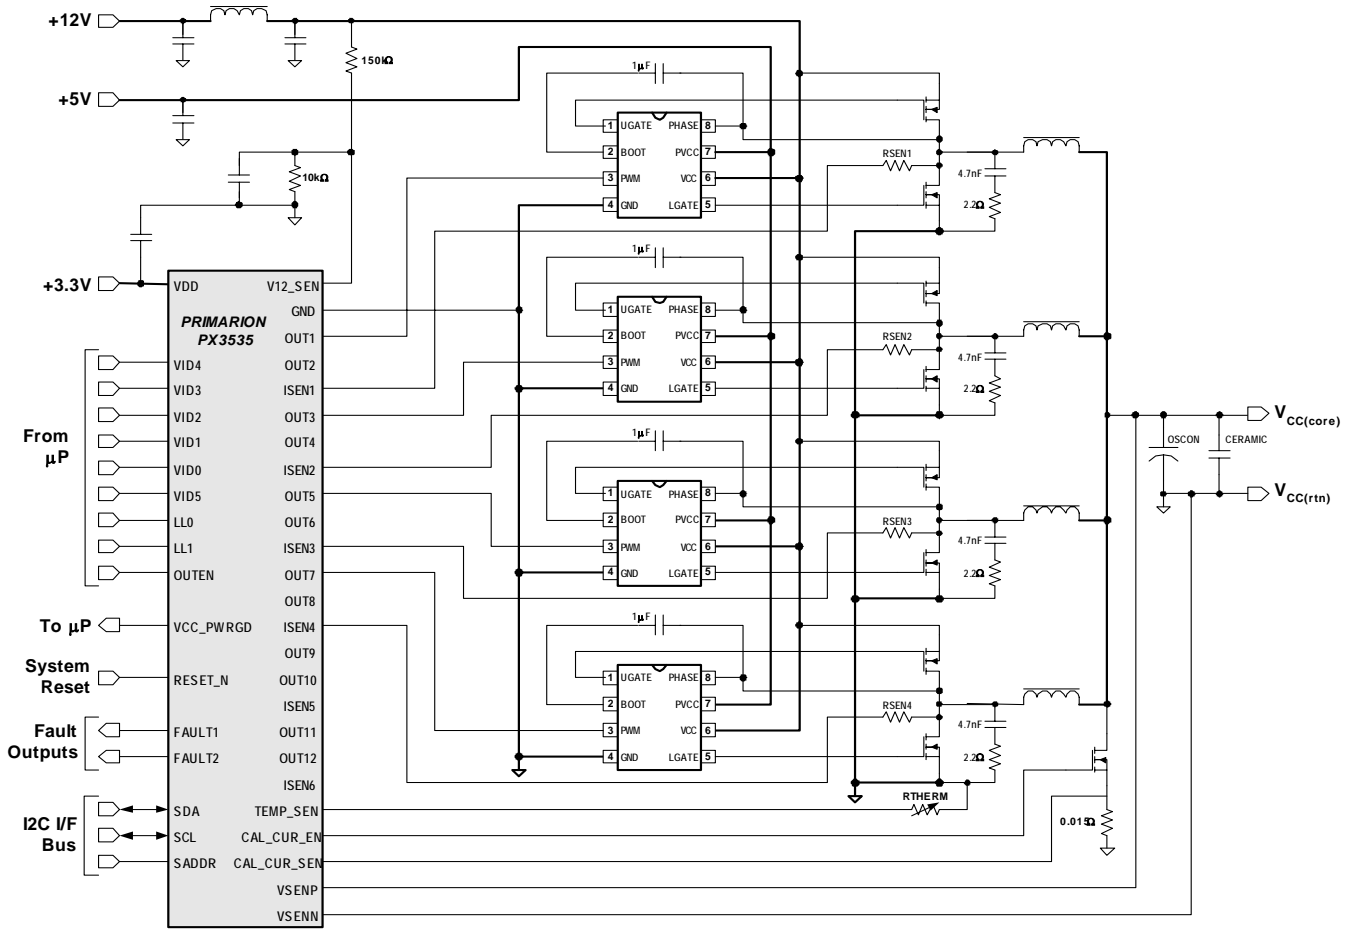 +12V
150kΩ
+5V
10kΩ
+3.3V
PRIMARION
PX3535
VDD
VID4
VID3
VID2
VID1
VID0
VID5
LL0
LL1
OUTEN
VCC_PWRGD
RESET_N
FAULT1
FAULT2
SDA
SCL
SADDR
V12_SEN
GND
OUT1
OUT2
ISEN1
OUT3
OUT4
ISEN2
OUT5
OUT6
ISEN3
OUT7
OUT8
ISEN4
OUT9
OUT10
ISEN5
OUT11
OUT12
ISEN6
TEMP_SEN
CAL_CUR_EN
CAL_CUR_SEN
VSENP
VSENN
From
μP
To μP
System
Reset
Fault
Outputs
I2C I/F
Bus
1μF
1 UGATE PHASE 8
2 BOOT PVCC 7
3 PWM VCC 6
4 GND LGATE 5
RSEN1
4.7nF
2.2Ω
1μF
1 UGATE PHASE 8
2 BOOT PVCC 7
3 PWM VCC 6
4 GND LGATE 5
RSEN2
4.7nF
2.2Ω
1μF
1 UGATE PHASE 8
2 BOOT PVCC 7
3 PWM VCC 6
4 GND LGATE 5
RSEN3
4.7nF
2.2Ω
1μF
1 UGATE PHASE 8
2 BOOT PVCC 7
3 PWM VCC 6
4 GND LGATE 5
RSEN4
4.7nF
2.2Ω
RTHERM
0.015Ω
OSCON
CERAMIC
VCC(core)
VCC(rtn)